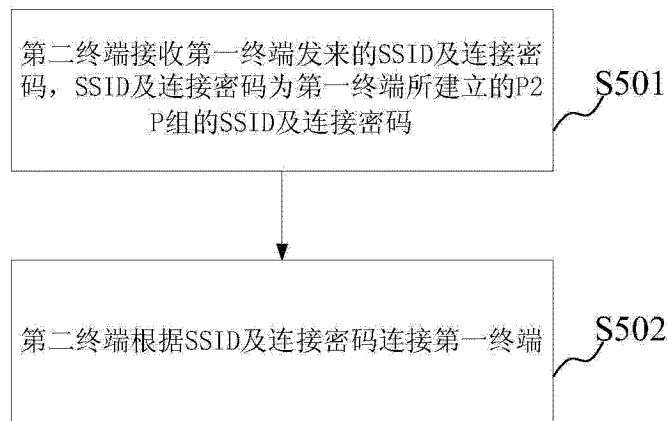 第二终端接收第一终端发来的SSID及连接密
码，SSID及连接密码为第一终端所建立的P2
P组的SSID及连接密码
S501
第二终端根据SSID及连接密码连接第一终端
S502